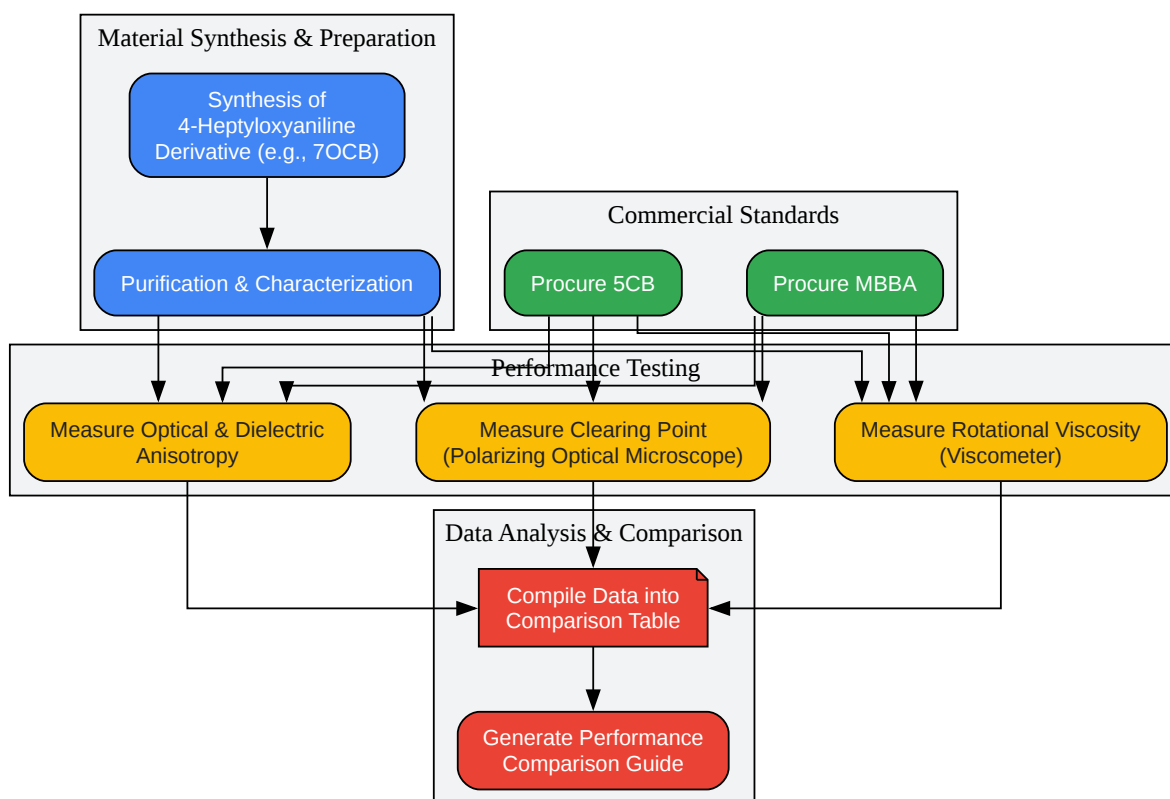 Material Synthesis & Preparation
Synthesis of
4-Heptyloxyaniline
Derivative (e.g., 7OCB)
Purification & Characterization
Commercial Standards
Procure 5CB
Procure MBBA
Performance Testing
Measure Optical & Dielectric
Anisotropy
Measure Clearing Point
(Polarizing Optical Microscope)
Measure Rotational Viscosity
(Viscometer)
Data Analysis & Comparison
Compile Data into
Comparison Table
Generate Performance
Comparison Guide